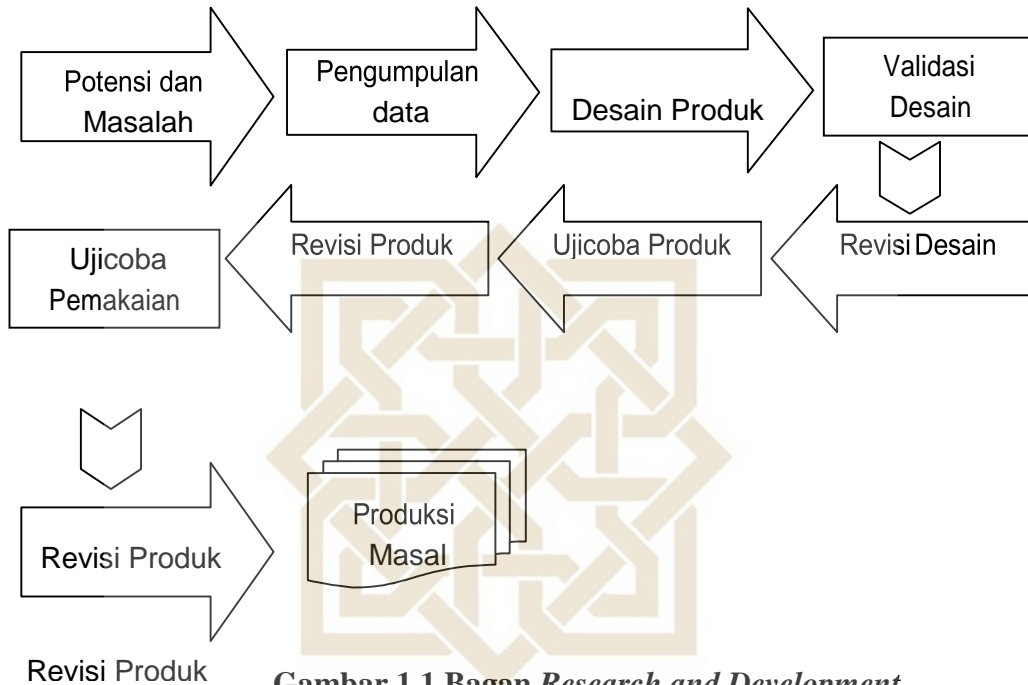 Potensi dan
Masalah
Pengumpulan
data
Desain Produk
Validasi
Desain
Revisi Desain
Ujicoba Produk
Revisi Produk
Ujicoba
Pemakaian
Revisi Produk
Produksi
Masal
Revisi Produk
Gambar 1.1 Bagan Research and Development